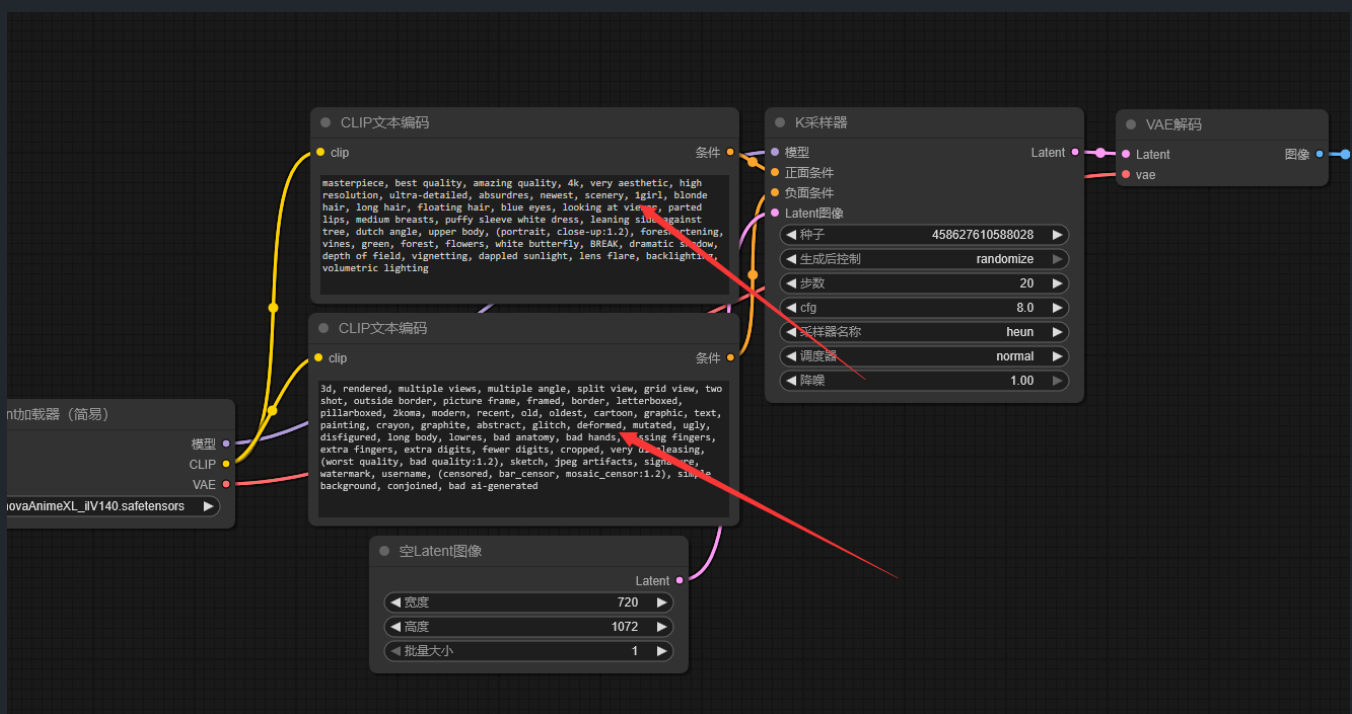 CLIP文本编码
clip
条件
masterpiece, best quality, amazing quality, 4k, very aesthetic, high
resolution, ultra-detailed, absurdres, newest, scenery, 1girl, blonde
hair, long hair, floating hair, blue eyes, looking at viewer, parted
lips, medium breasts, puffy sleeve white dress, leaning side against
tree, dutch angle, upper body, (portrait, close-up:1.2), foreshortening,
vines, green, forest, flowers, white butterfly, BREAK, dramatic shadow,
depth of field, vignetting, dappled sunlight, lens flare, backlighting,
volumetric lighting
K采样器
模型
Latent
正面条件
负面条件
Latent图像
种子 458627610588028
生成后控制 randomize
步数 20
cfg 8.0
采样器名称 heun
调度器 normal
降噪 1.00
VAE解码
Latent
图像
vae
CLIP文本编码
clip
条件
3d, rendered, multiple views, multiple angle, split view, grid view, two
shot, outside border, picture frame, framed, border, letterboxed,
pillarboxed, 2koma, modern, recent, old, oldest, cartoon, graphic, text,
painting, crayon, graphite, abstract, glitch, deformed, mutated, ugly,
disfigured, long body, lowres, bad anatomy, bad hands, missing fingers,
extra fingers, extra digits, fewer digits, cropped, very displeasing,
(worst quality, bad quality:1.2), sketch, jpeg artifacts, signature,
watermark, username, (censored, bar_censor, mosaic_censor:1.2), simple
background, conjoined, bad ai-generated
nt加载器（简易）
模型
CLIP
VAE
novaAnimeXL_ilV140.safetensors
空Latent图像
Latent
宽度 720
高度 1072
批量大小 1